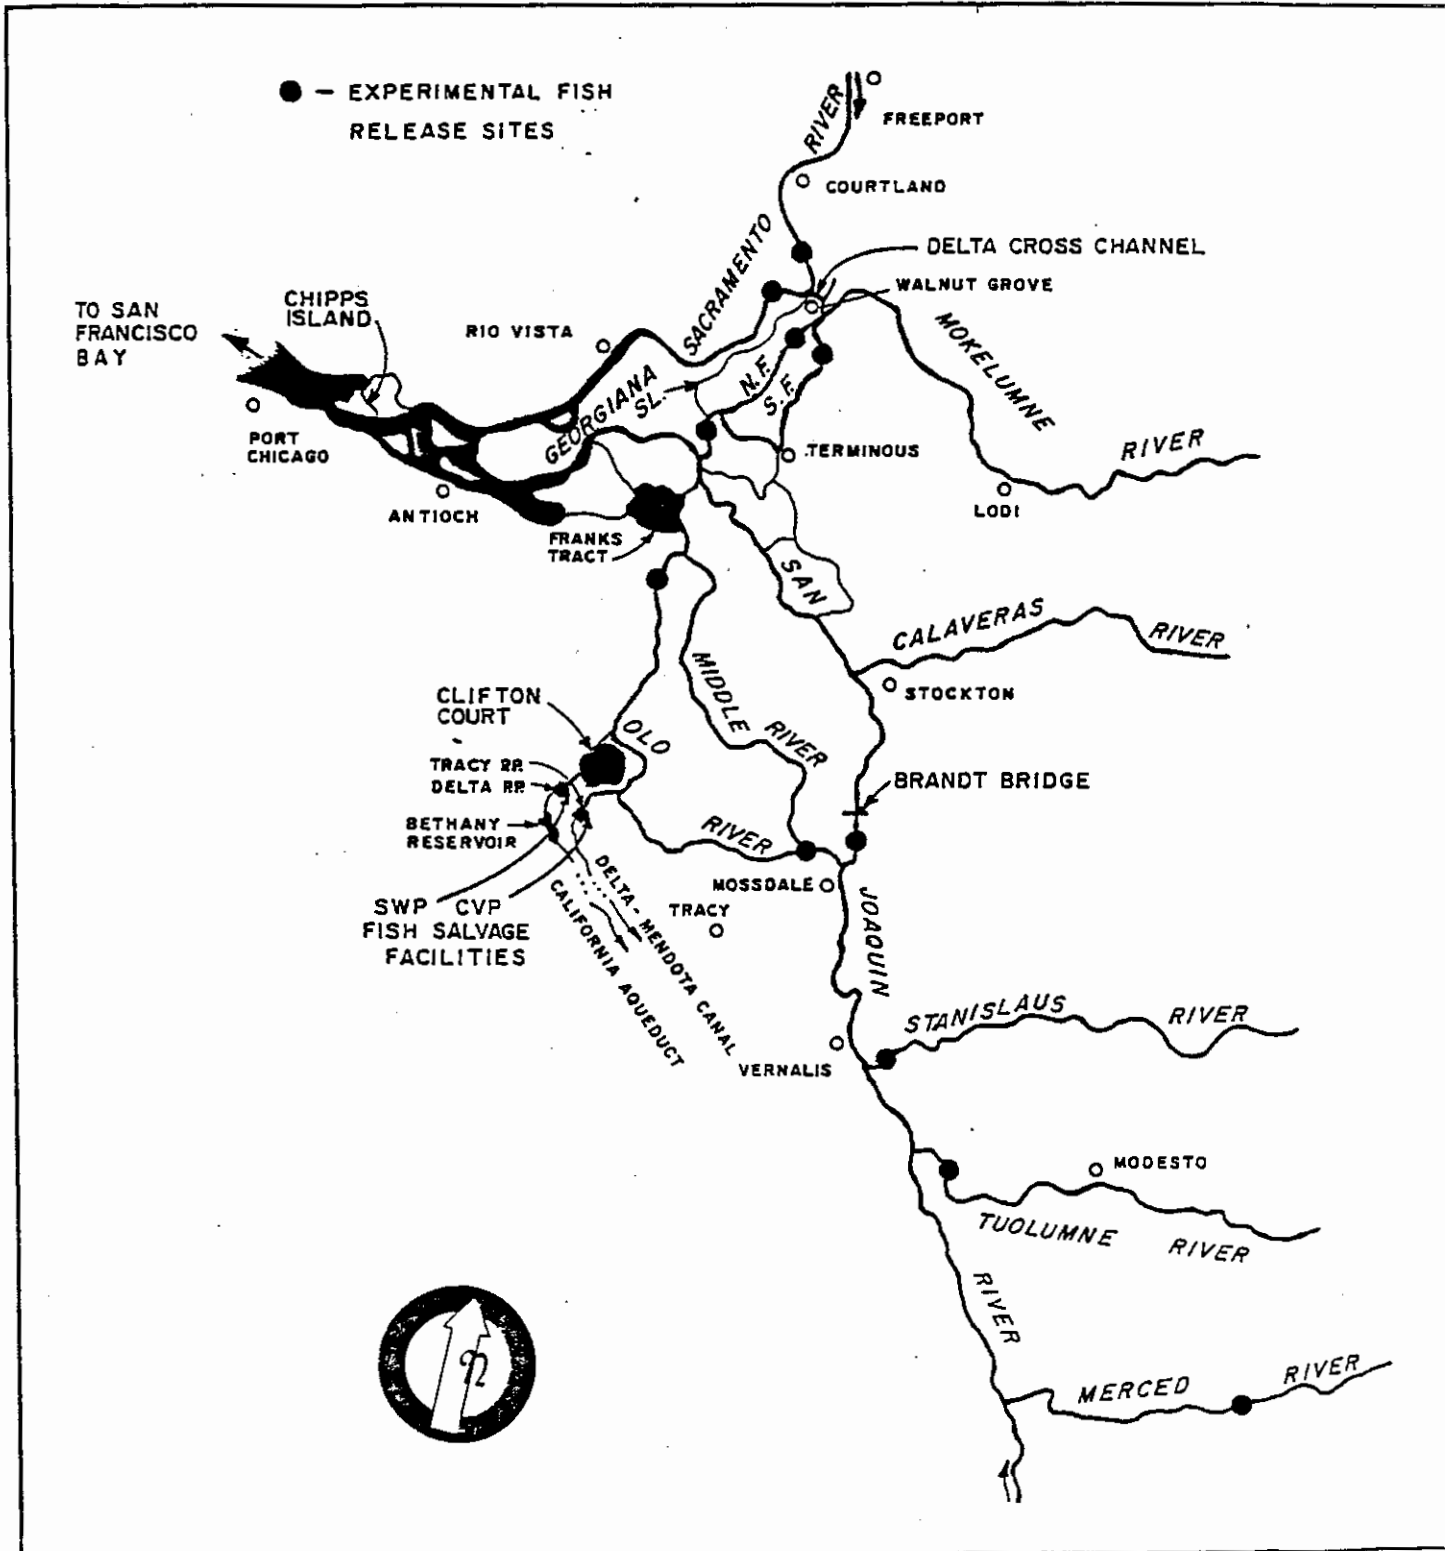 ● – EXPERIMENTAL FISH
RELEASE SITES
FREEPORT
RIVER
COURTLAND
SACRAMENTO
DELTA CROSS CHANNEL
WALNUT GROVE
TO SAN
FRANCISCO
BAY
CHIPPS
ISLAND
RIO VISTA
MOKELUMNE
RIVER
GEORGIANA
SL.
N.F.
S.F.
PORT
CHICAGO
TERMINOUS
ANTIOCH
LODI
FRANKS
TRACT
SAN
CALAVERAS
RIVER
MIDDLE
RIVER
STOCKTON
CLIFTON
COURT
OLD
TRACY P.P.
DELTA P.P.
BRANDT BRIDGE
BETHANY
RESERVOIR
RIVER
MOSSDALE
SWP CVP
FISH SALVAGE
FACILITIES
TRACY
DELTA-MENDOTA CANAL
CALIFORNIA AQUEDUCT
JOAQUIN
STANISLAUS
RIVER
VERNALIS
MODESTO
TUOLUMNE
RIVER
RIVER
MERCED
RIVER
n